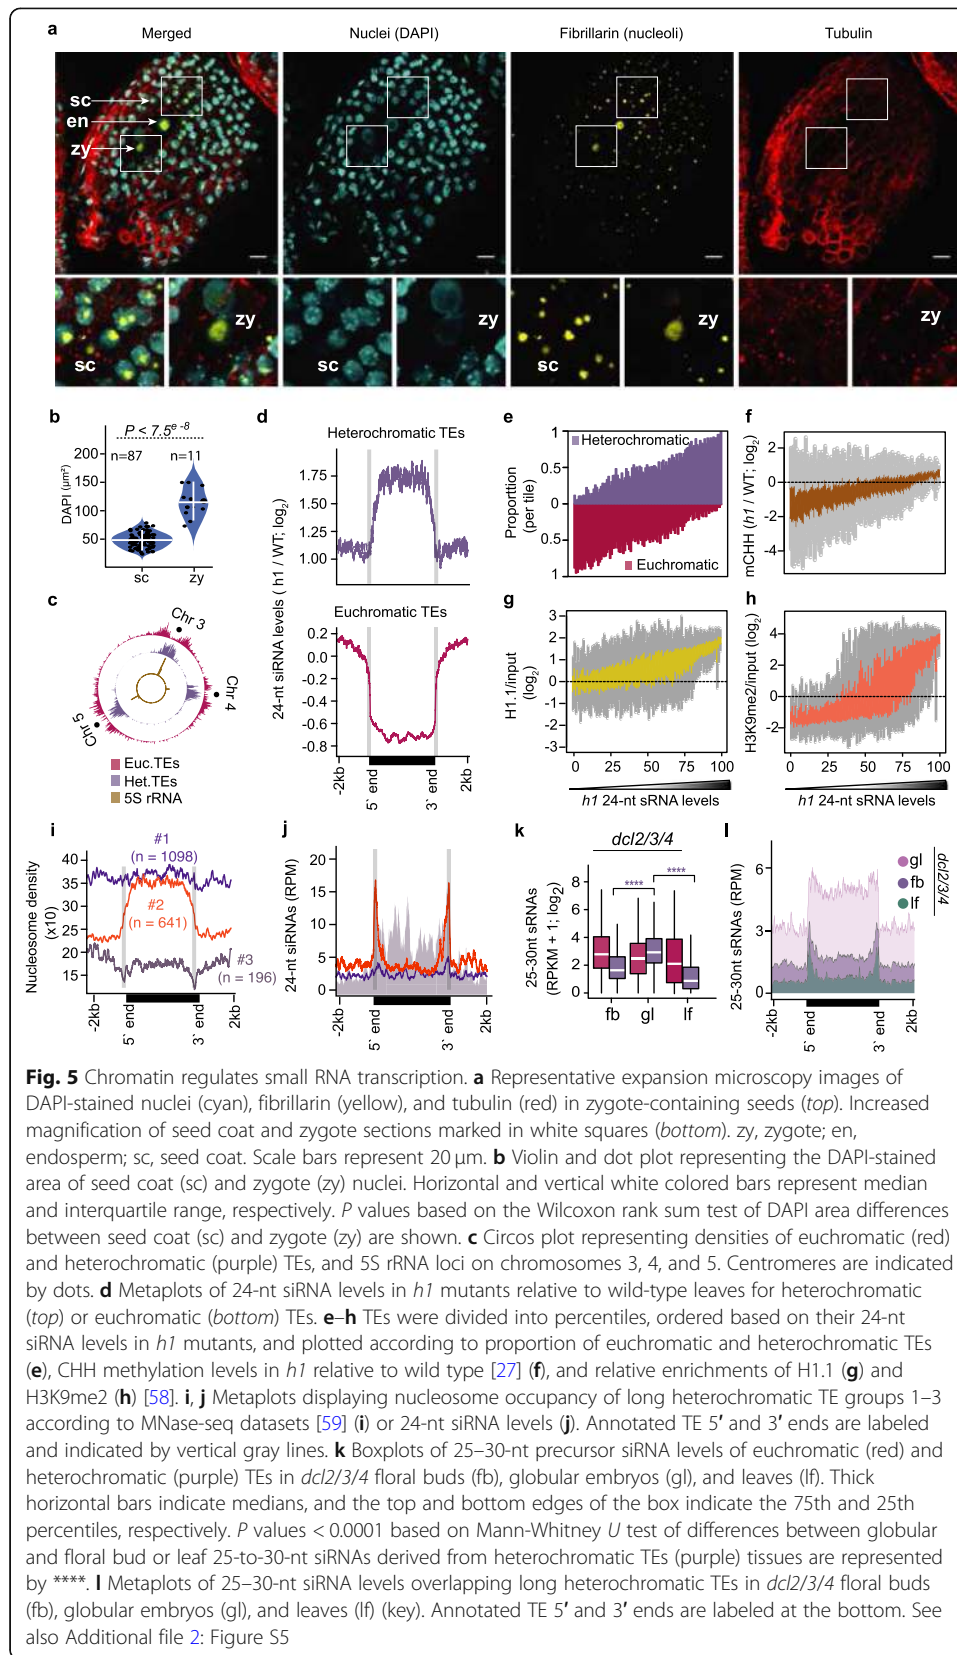 a
Merged
Nuclei (DAPI)
Fibrillarin (nucleoli)
Tubulin
sc
en
zy
sc
zy
zy
sc
zy
zy
b
P < 7.5e -8
n=87
n=11
DAPI (μm²)
200
150
100
50
sc
zy
c
Chr 3
Chr 4
Chr 5
Euc.TEs
Het.TEs
5S rRNA
d
Heterochromatic TEs
24-nt siRNA levels ( h1 / WT; log2)
1.75
1.50
1.25
1.00
Euchromatic TEs
0.2
0.0
-0.2
-0.4
-0.6
-0.8
-2kb
5´ end
3´ end
2kb
e
Heterochromatic
Proportion
(per tile)
1
0.5
0
0.5
1
Euchromatic
f
mCHH (h1 / WT; log2)
2
0
-2
-4
0
25
50
75
100
g
H1.1/input
(log2)
3
2
1
0
-1
-2
-3
0
25
50
75
100
h1 24-nt sRNA levels
h
H3K9me2/input (log2)
4
2
0
-2
0
25
50
75
100
h1 24-nt sRNA levels
i
#1
(n = 1098)
#2
(n = 641)
#3
(n = 196)
Nucleosome density
(x10)
40
35
30
25
20
15
-2kb
5´ end
3´ end
2kb
j
24-nt siRNAs (RPM)
20
15
10
5
0
-2kb
5´ end
3´ end
2kb
k
dcl2/3/4
25-30nt sRNAs
(RPKM + 1; log2)
8
6
4
2
0
****
****
fb
gl
lf
l
gl
fb
lf
dcl2/3/4
25-30nt sRNAs (RPM)
6
3
0
-2kb
5´ end
3´ end
2kb
Fig. 5 Chromatin regulates small RNA transcription. a Representative expansion microscopy images of
DAPI-stained nuclei (cyan), fibrillarin (yellow), and tubulin (red) in zygote-containing seeds (top). Increased
magnification of seed coat and zygote sections marked in white squares (bottom). zy, zygote; en,
endosperm; sc, seed coat. Scale bars represent 20 μm. b Violin and dot plot representing the DAPI-stained
area of seed coat (sc) and zygote (zy) nuclei. Horizontal and vertical white colored bars represent median
and interquartile range, respectively. P values based on the Wilcoxon rank sum test of DAPI area differences
between seed coat (sc) and zygote (zy) are shown. c Circos plot representing densities of euchromatic (red)
and heterochromatic (purple) TEs, and 5S rRNA loci on chromosomes 3, 4, and 5. Centromeres are indicated
by dots. d Metaplots of 24-nt siRNA levels in h1 mutants relative to wild-type leaves for heterochromatic
(top) or euchromatic (bottom) TEs. e–h TEs were divided into percentiles, ordered based on their 24-nt
siRNA levels in h1 mutants, and plotted according to proportion of euchromatic and heterochromatic TEs
(e), CHH methylation levels in h1 relative to wild type [27] (f), and relative enrichments of H1.1 (g) and
H3K9me2 (h) [58]. i, j Metaplots displaying nucleosome occupancy of long heterochromatic TE groups 1–3
according to MNase-seq datasets [59] (i) or 24-nt siRNA levels (j). Annotated TE 5′ and 3′ ends are labeled
and indicated by vertical gray lines. k Boxplots of 25–30-nt precursor siRNA levels of euchromatic (red) and
heterochromatic (purple) TEs in dcl2/3/4 floral buds (fb), globular embryos (gl), and leaves (lf). Thick
horizontal bars indicate medians, and the top and bottom edges of the box indicate the 75th and 25th
percentiles, respectively. P values < 0.0001 based on Mann-Whitney U test of differences between globular
and floral bud or leaf 25-to-30-nt siRNAs derived from heterochromatic TEs (purple) tissues are represented
by ****. l Metaplots of 25–30-nt siRNA levels overlapping long heterochromatic TEs in dcl2/3/4 floral buds
(fb), globular embryos (gl), and leaves (lf) (key). Annotated TE 5′ and 3′ ends are labeled at the bottom. See
also Additional file 2: Figure S5